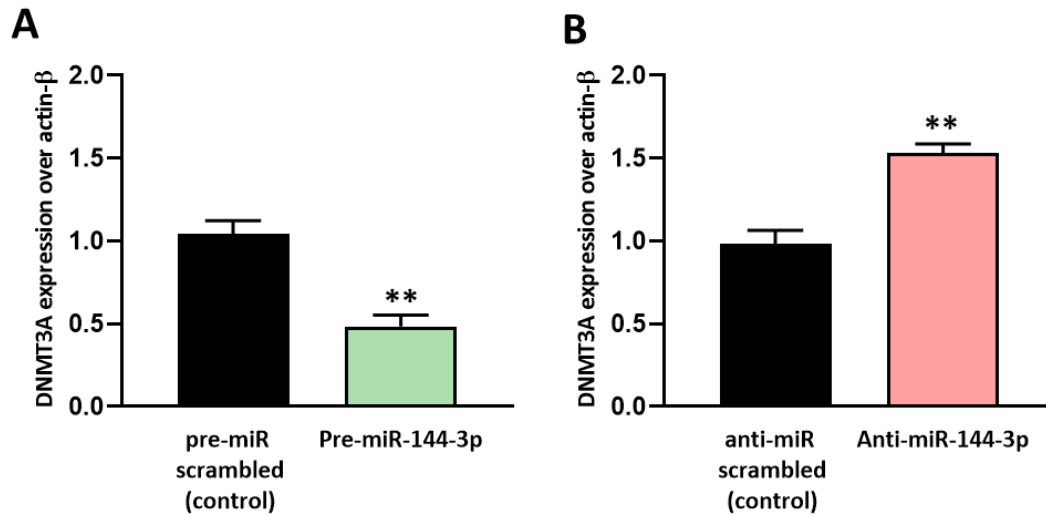 A
DNMT3A expression over actin-β
2.0
1.5
1.0
0.5
0.0
**
pre-miR
scrambled
(control)
Pre-miR-144-3p
B
DNMT3A expression over actin-β
2.0
1.5
1.0
0.5
0.0
**
anti-miR
scrambled
(control)
Anti-miR-144-3p